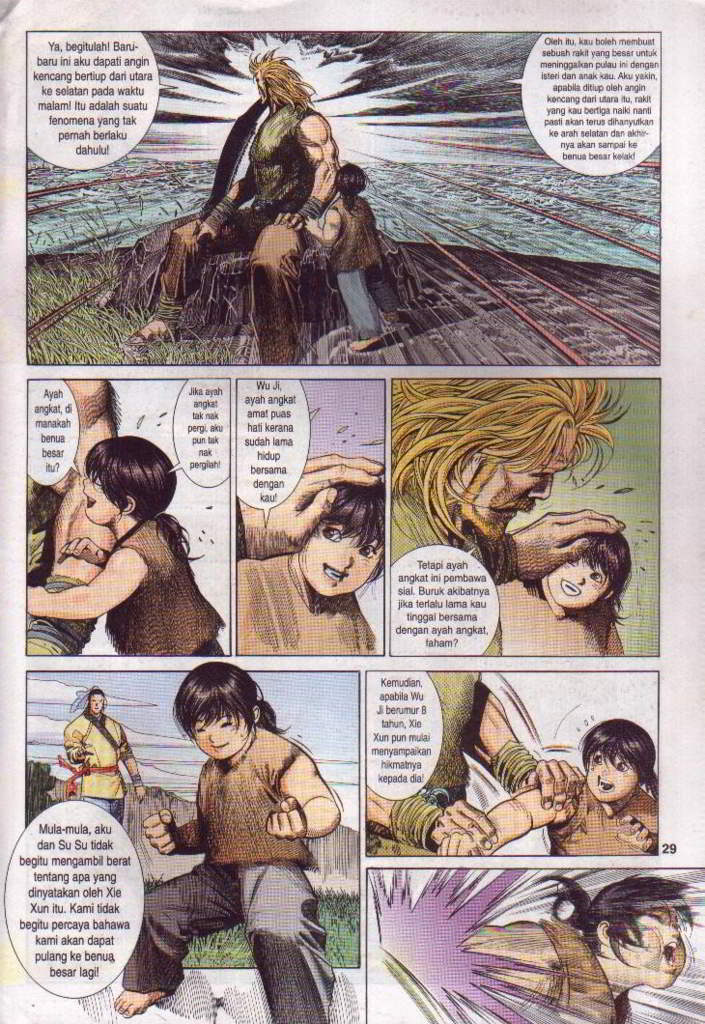 Ya, begitulah! Baru-
baru ini aku dapati angin
kencang bertiup dari utara
ke selatan pada waktu
malam! Itu adalah suatu
fenomena yang tak
pernah berlaku
dahulu!
Oleh itu, kau boleh membuat
sebuah rakit yang besar untuk
meninggalkan pulau ini dengan
isteri dan anak kau. Aku yakin,
apabila ditiup oleh angin
kencang dari utara itu, rakit
yang kau bertiga naiki nanti
pasti akan terus dihanyutkan
ke arah selatan dan akhir-
nya akan sampai ke
benua besar kelak!
Ayah
angkat, di
manakah
benua
besar
itu?
Jika ayah
angkat
tak nak
pergi, aku
pun tak
nak
pergilah!
Wu Ji,
ayah angkat
amat puas
hati kerana
sudah lama
hidup
bersama
dengan
kau!
Tetapi ayah
angkat ini pembawa
sial. Buruk akibatnya
jika terlalu lama kau
tinggal bersama
dengan ayah angkat,
faham?
Mula-mula, aku
dan Su Su tidak
begitu mengambil berat
tentang apa yang
dinyatakan oleh Xie
Xun itu. Kami tidak
begitu percaya bahawa
kami akan dapat
pulang ke benua
besar lagi!
Kemudian,
apabila Wu
Ji berumur 8
tahun, Xie
Xun pun mulai
menyampaikan
hikmatnya
kepada dia!
29